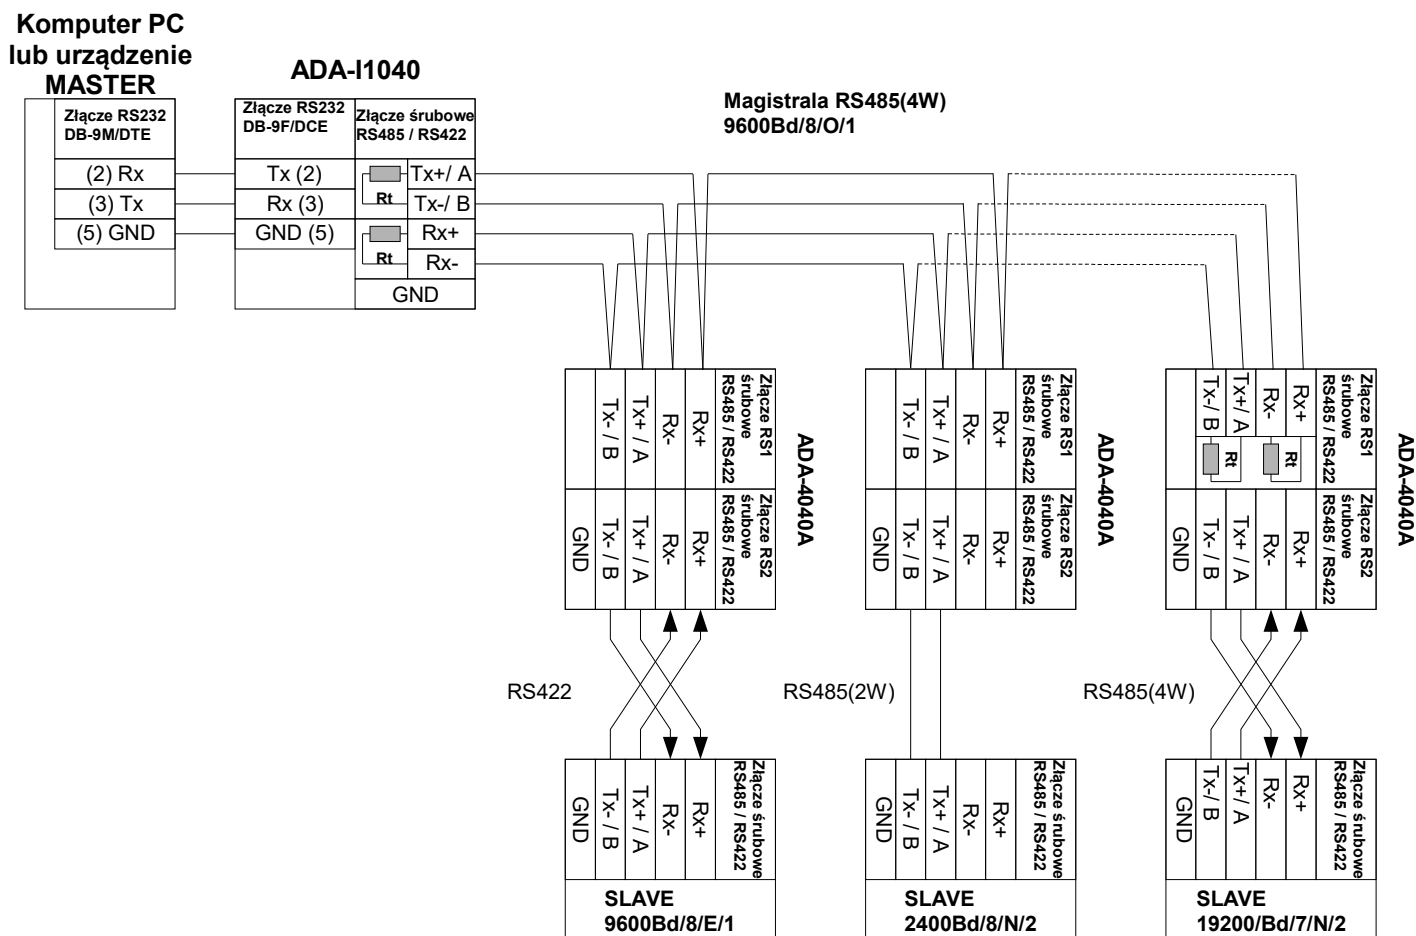 Komputer PC
lub urządzenie
MASTER
ADA-I1040
Magistrala RS485(4W)
9600Bd/8/O/1
Złącze RS232
DB-9M/DTE
(2) Rx
(3) Tx
(5) GND
Złącze RS232
DB-9F/DCE
Tx (2)
Rx (3)
GND (5)
Złącze śrubowe
RS485 / RS422
Rt
Tx+/ A
Tx-/ B
Rt
Rx+
Rx-
GND
Złącze RS1
śrubowe
RS485 / RS422
Rx+
Rx-
Tx+ / A
Tx- / B
ADA-4040A
Złącze RS2
śrubowe
RS485 / RS422
Rx+
Rx-
Tx+ / A
Tx- / B
GND
Złącze RS1
śrubowe
RS485 / RS422
Rx+
Rx-
Tx+ / A
Tx- / B
ADA-4040A
Złącze RS2
śrubowe
RS485 / RS422
Rx+
Rx-
Tx+ / A
Tx- / B
GND
Złącze RS1
śrubowe
RS485 / RS422
Rx+
Rx-
Tx+/ A
Tx-/ B
Rt
Rt
ADA-4040A
Złącze RS2
śrubowe
RS485 / RS422
Rx+
Rx-
Tx+ / A
Tx- / B
GND
RS422
RS485(2W)
RS485(4W)
Złącze śrubowe
RS485 / RS422
Rx+
Rx-
Tx+ / A
Tx- / B
GND
SLAVE
9600Bd/8/E/1
Złącze śrubowe
RS485 / RS422
Rx+
Rx-
Tx+ / A
Tx- / B
GND
SLAVE
2400Bd/8/N/2
Złącze śrubowe
RS485 / RS422
Rx+
Rx-
Tx+/ A
Tx-/ B
GND
SLAVE
19200/Bd/7/N/2